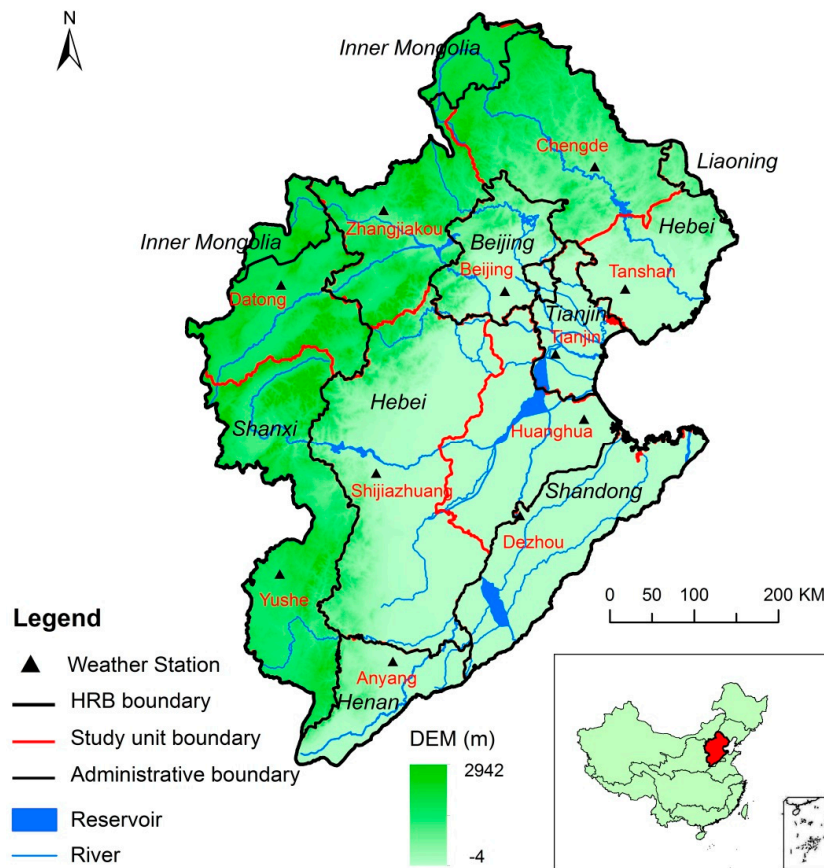 N
Inner Mongolia
Chengde
Liaoning
Hebei
Zhangjiakou
Inner Mongolia
Beijing
Beijing
Tanshan
Datong
Tianjin
Tianjin
Hebei
Shanxi
Huanghua
Shijiazhuang
Shandong
Dezhou
Yushe
0 50 100 200 KM
Anyang
Henan
Legend
Weather Station
HRB boundary
Study unit boundary
Administrative boundary
Reservoir
River
DEM (m)
2942
-4